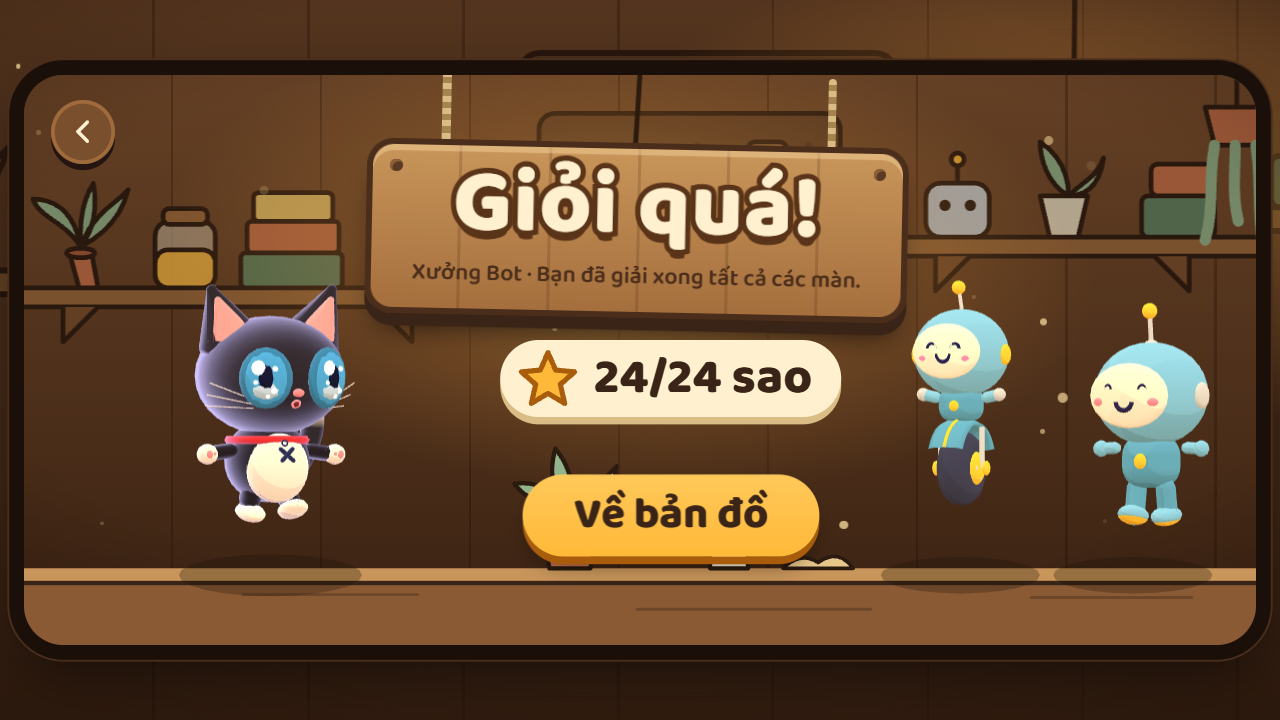 Giỏi quá!
Xưởng Bot · Bạn đã giải xong tất cả các màn.
24/24 sao
Về bản đồ